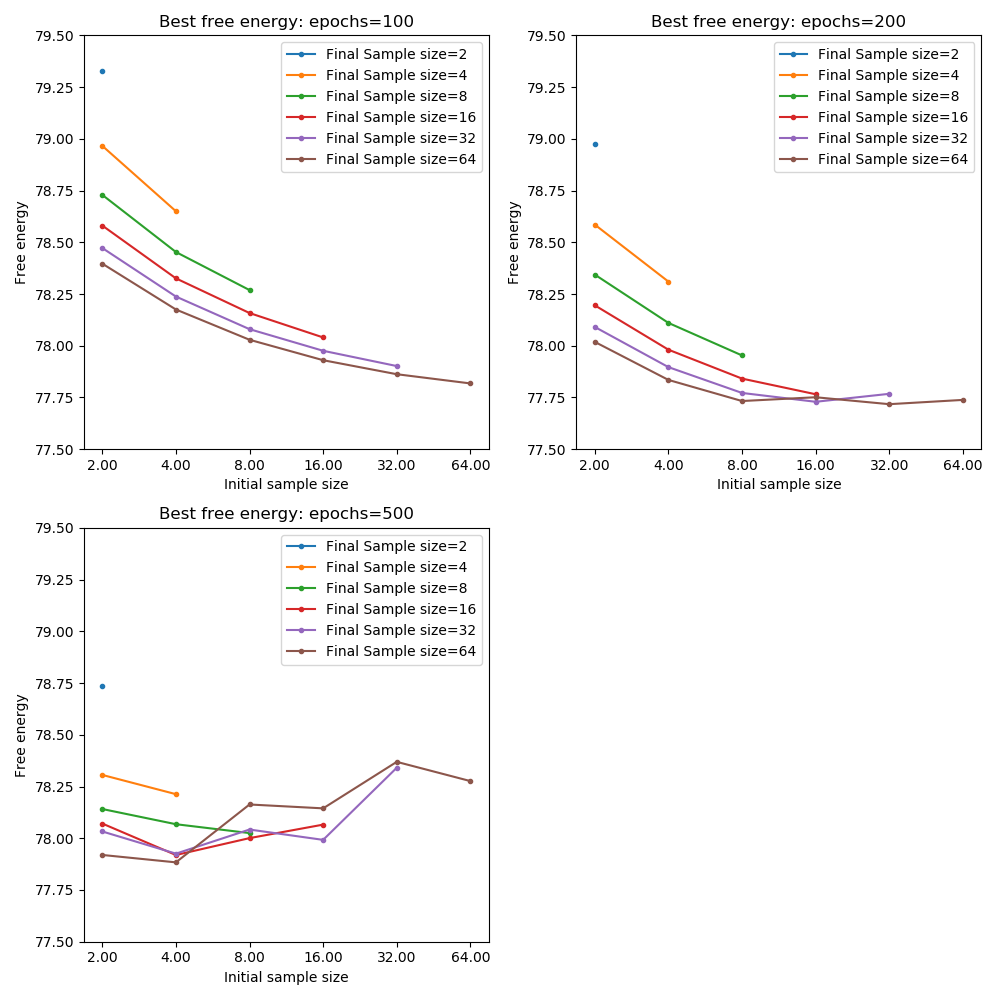 Best free energy: epochs=100
79.50
79.25
79.00
78.75
78.50
78.25
78.00
77.75
77.50
Free energy
Final Sample size=2
Final Sample size=4
Final Sample size=8
Final Sample size=16
Final Sample size=32
Final Sample size=64
2.00 4.00 8.00 16.00 32.00 64.00
Initial sample size
Best free energy: epochs=200
79.50
79.25
79.00
78.75
78.50
78.25
78.00
77.75
77.50
Free energy
Final Sample size=2
Final Sample size=4
Final Sample size=8
Final Sample size=16
Final Sample size=32
Final Sample size=64
2.00 4.00 8.00 16.00 32.00 64.00
Initial sample size
Best free energy: epochs=500
79.50
79.25
79.00
78.75
78.50
78.25
78.00
77.75
77.50
Free energy
Final Sample size=2
Final Sample size=4
Final Sample size=8
Final Sample size=16
Final Sample size=32
Final Sample size=64
2.00 4.00 8.00 16.00 32.00 64.00
Initial sample size